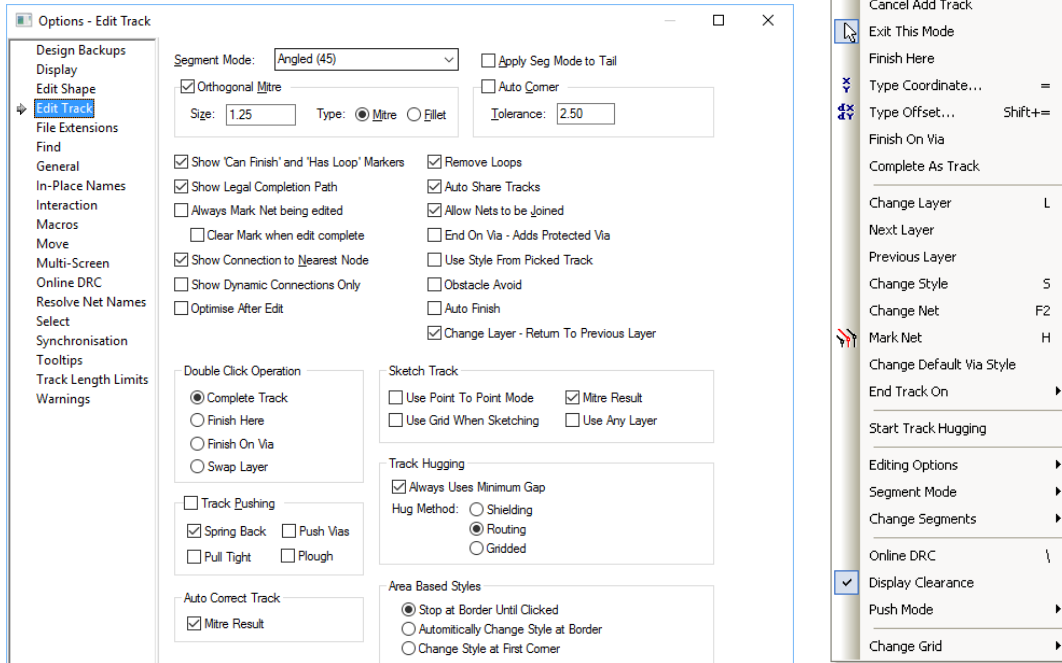 Options - Edit Track
Design Backups
Display
Edit Shape
Edit Track
File Extensions
Find
General
In-Place Names
Interaction
Macros
Move
Multi-Screen
Online DRC
Resolve Net Names
Select
Synchronisation
Tooltips
Track Length Limits
Warnings
Segment Mode: Angled (45)
Apply Seg Mode to Tail
Orthogonal Mitre
Size: 1.25 Type: Mitre Fillet
Auto Corner
Tolerance: 2.50
Show 'Can Finish' and 'Has Loop' Markers
Show Legal Completion Path
Always Mark Net being edited
Clear Mark when edit complete
Show Connection to Nearest Node
Show Dynamic Connections Only
Optimise After Edit
Remove Loops
Auto Share Tracks
Allow Nets to be Joined
End On Via - Adds Protected Via
Use Style From Picked Track
Obstacle Avoid
Auto Finish
Change Layer - Return To Previous Layer
Double Click Operation
Complete Track
Finish Here
Finish On Via
Swap Layer
Sketch Track
Use Point To Point Mode Mitre Result
Use Grid When Sketching Use Any Layer
Track Pushing
Spring Back Push Vias
Pull Tight Plough
Track Hugging
Always Uses Minimum Gap
Hug Method: Shielding
Routing
Gridded
Auto Correct Track
Mitre Result
Area Based Styles
Stop at Border Until Clicked
Automitically Change Style at Border
Change Style at First Corner
Cancel Add Track
Exit This Mode
Finish Here
Type Coordinate... =
Type Offset... Shift+=
Finish On Via
Complete As Track
Change Layer L
Next Layer
Previous Layer
Change Style S
Change Net F2
Mark Net H
Change Default Via Style
End Track On
Start Track Hugging
Editing Options
Segment Mode
Change Segments
Online DRC \
Display Clearance
Push Mode
Change Grid